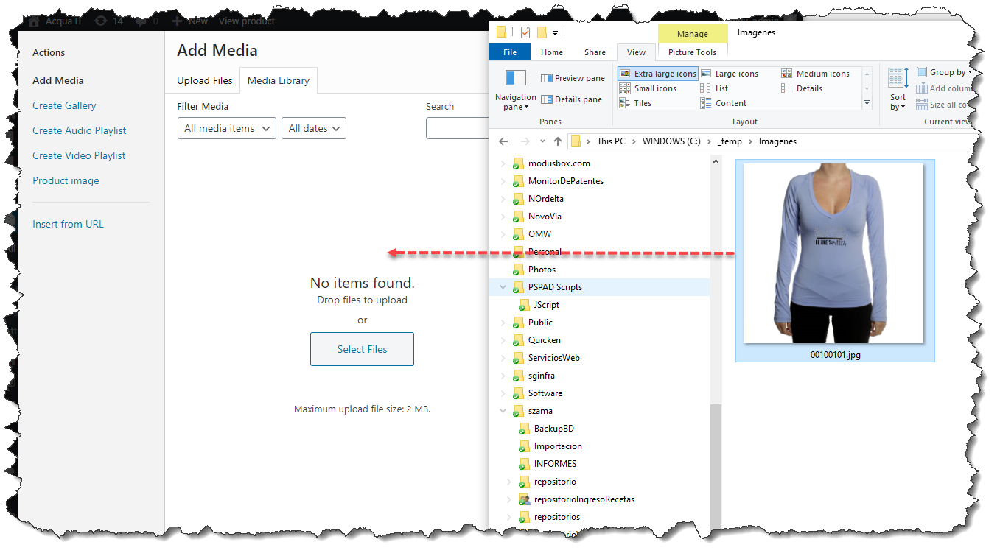 Acqua IT 14 0 New View product
Actions
Add Media
Create Gallery
Create Audio Playlist
Create Video Playlist
Product image
Insert from URL
Add Media
Upload Files Media Library
Filter Media
All media items All dates
Search
No items found.
Drop files to upload
or
Select Files
Maximum upload file size: 2 MB.
Manage Imagenes
File Home Share View Picture Tools
Navigation
pane
Preview pane
Details pane
Panes
Extra large icons Large icons Medium icons
Small icons List Details
Tiles Content
Layout
Sort
by
Group by
Add colum
Size all co
Current view
This PC WINDOWS (C:) _temp Imagenes
modusbox.com
MonitorDePatentes
NOrdelta
NovoVia
OMW
Personal
Photos
PSPAD Scripts
JScript
Public
Quicken
ServiciosWeb
sginfra
Software
szama
BackupBD
Importacion
INFORMES
repositorio
repositorioIngresoRecetas
repositorios
BE ONE
00100101.jpg